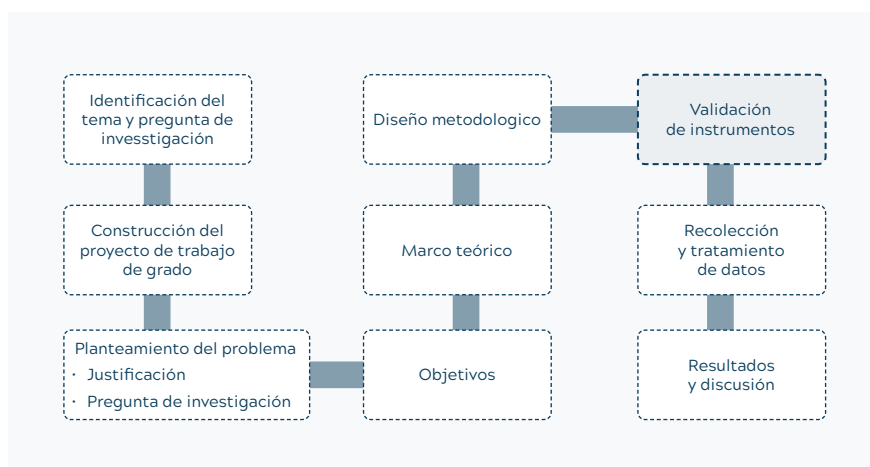 Identificación del
tema y pregunta de
invesstigación
Construcción del
proyecto de trabajo
de grado
Planteamiento del problema
· Justificación
· Pregunta de investigación
Objetivos
Marco teórico
Diseño metodologico
Validación
de instrumentos
Recolección
y tratamiento
de datos
Resultados
y discusión